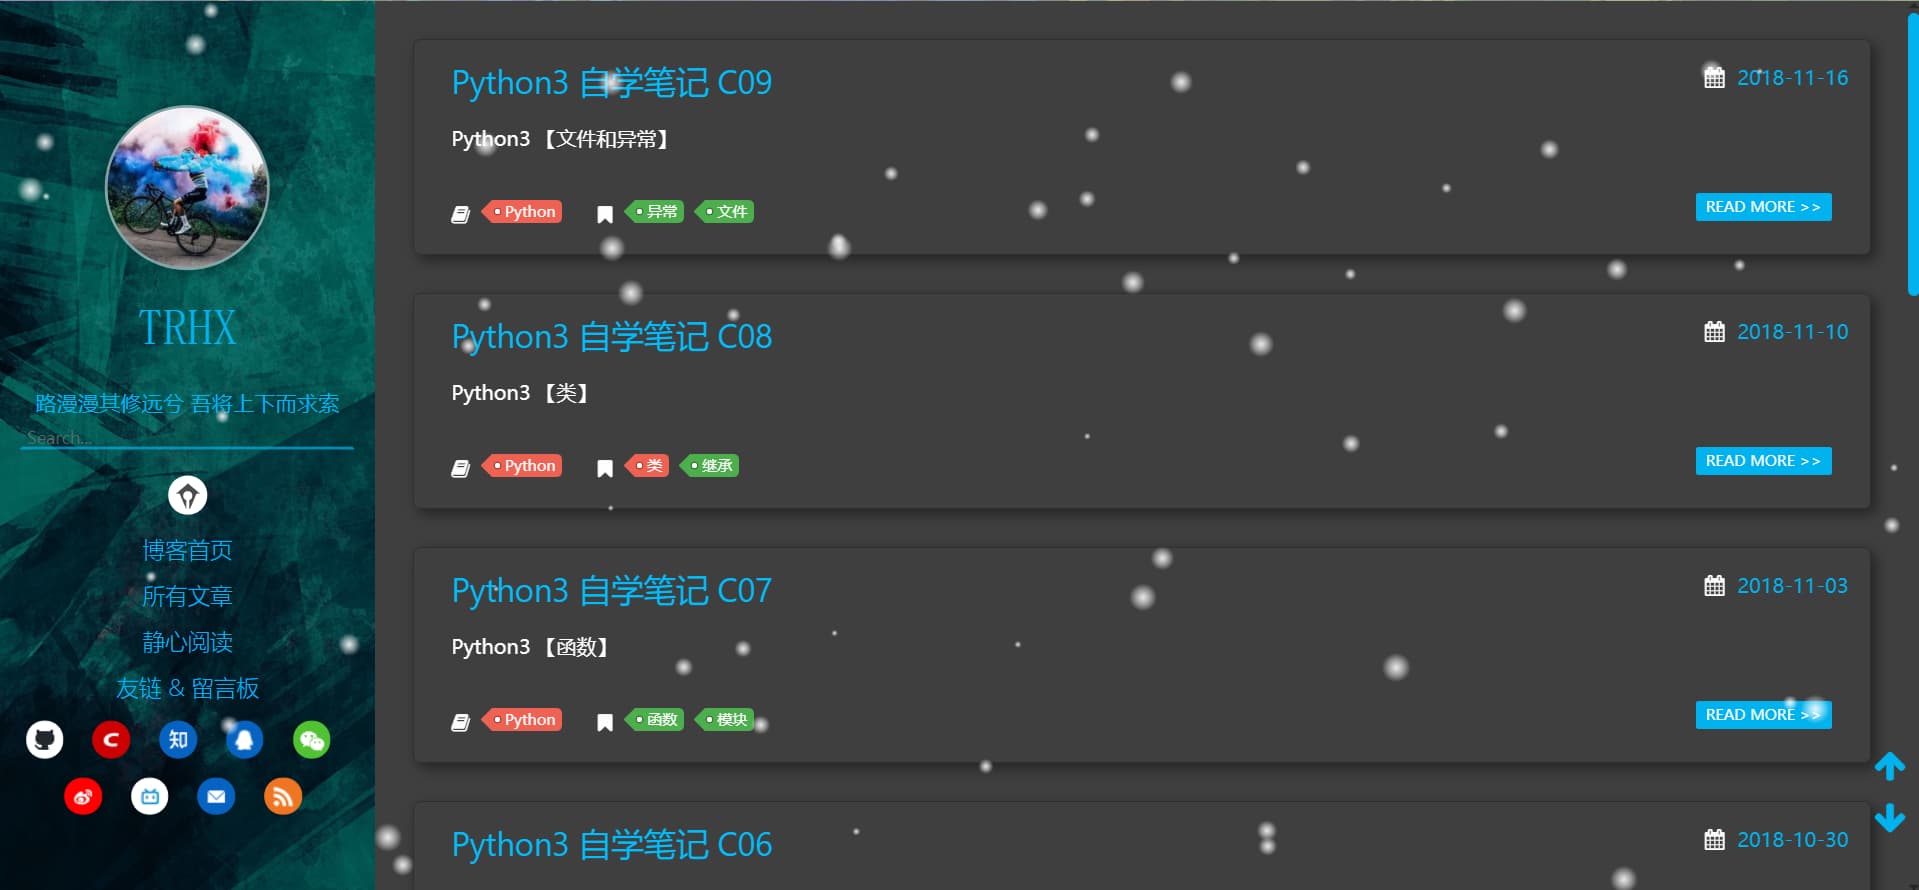 TRHX
路漫漫其修远兮 吾将上下而求索
Search...
博客首页
所有文章
静心阅读
友链 & 留言板
知
Python3 自学笔记 C09
2018-11-16
Python3 【文件和异常】
Python 异常 文件
READ MORE >>
Python3 自学笔记 C08
2018-11-10
Python3 【类】
Python 类 继承
READ MORE >>
Python3 自学笔记 C07
2018-11-03
Python3 【函数】
Python 函数 模块
READ MORE >>
Python3 自学笔记 C06
2018-10-30